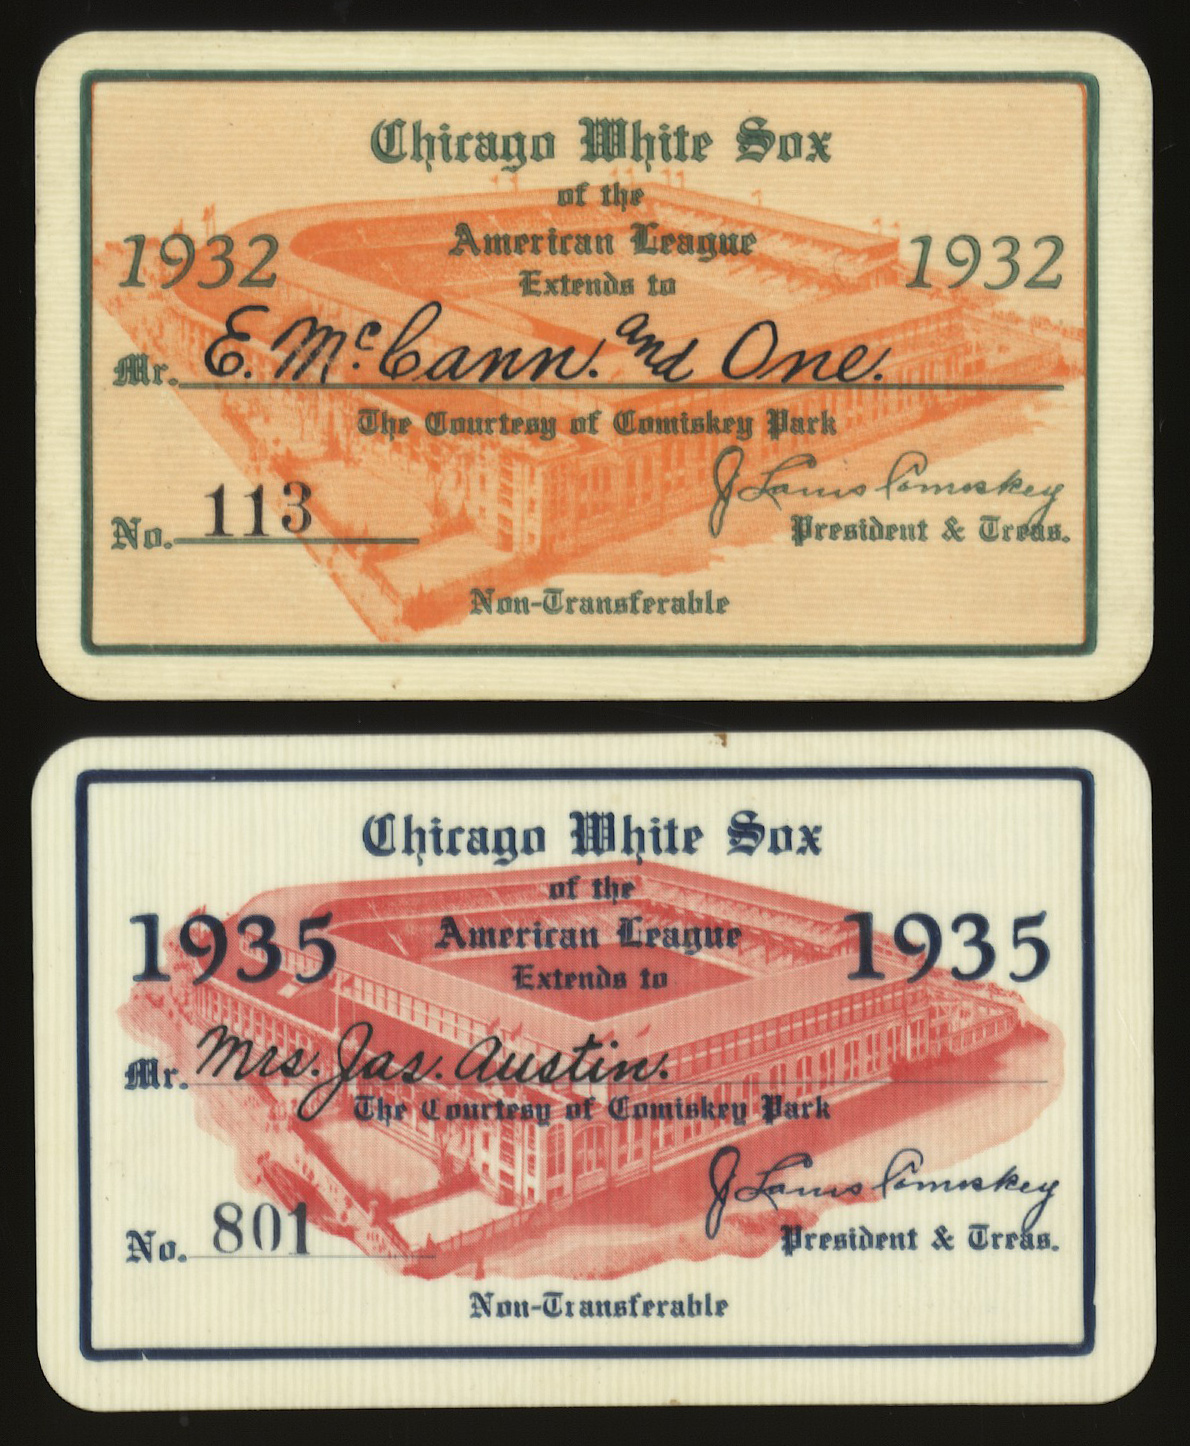 Chicago White Sox
of the
American League
Extends to
1932 1932
Mr. E. McCann. and One.
The Courtesy of Comiskey Park
J Louis Comiskey
No. 113
President & Treas.
Non-Transferable
Chicago White Sox
of the
American League
Extends to
1935 1935
Mr. Mrs. Jas. Austin.
The Courtesy of Comiskey Park
J Louis Comiskey
No. 801
President & Treas.
Non-Transferable